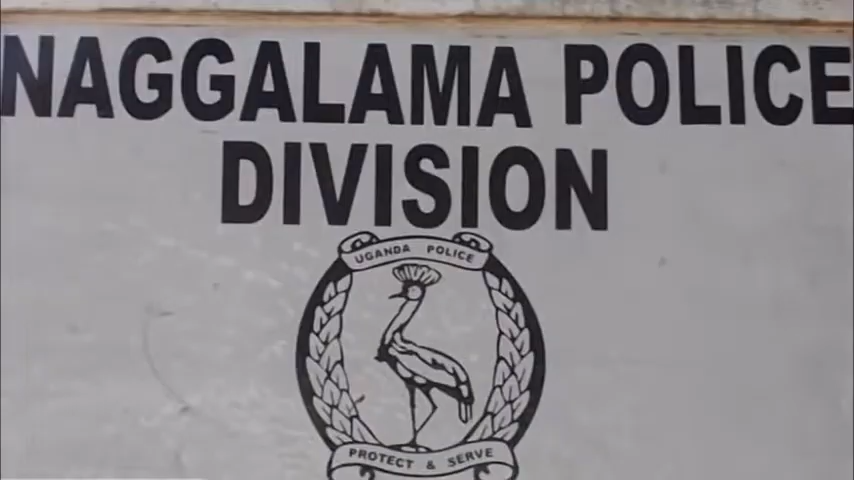 NAGGALAMA POLICE
DIVISION
UGANDA POLICE
PROTECT & SERVE